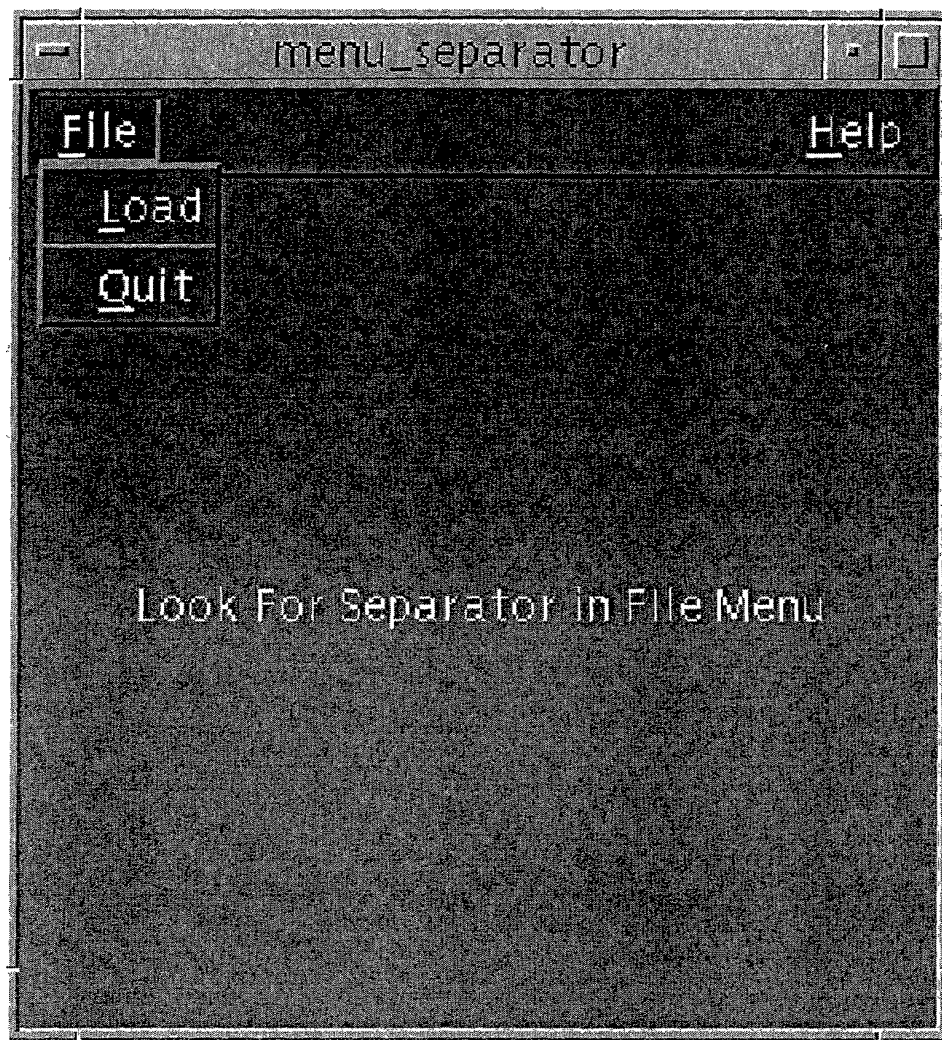 menu_separator
File Help
Load
Quit
Look For Separator in File Menu